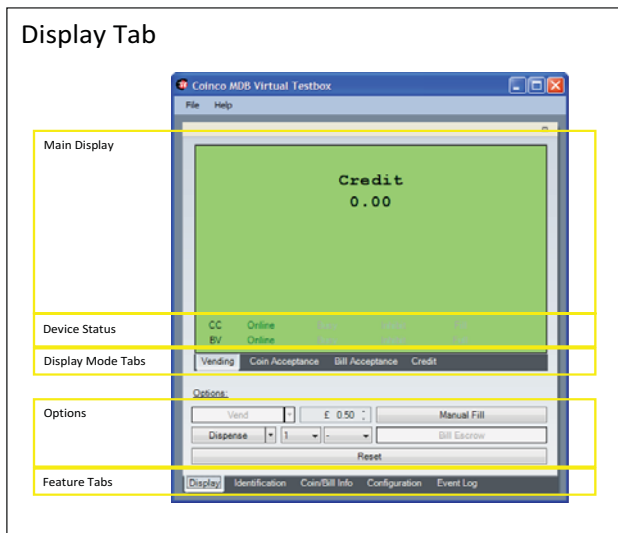 Display Tab
Coinco MDB Virtual Testbox
File Help
Main Display
Credit
0.00
Device Status
CC Online
BV Online
Display Mode Tabs
Vending Coin Acceptance Bill Acceptance Credit
Options:
Options
Vend £ 0.50 Manual Fill
Dispense 1 - Bill Escrow
Reset
Feature Tabs
Display Identification Coin/Bill Info Configuration Event Log